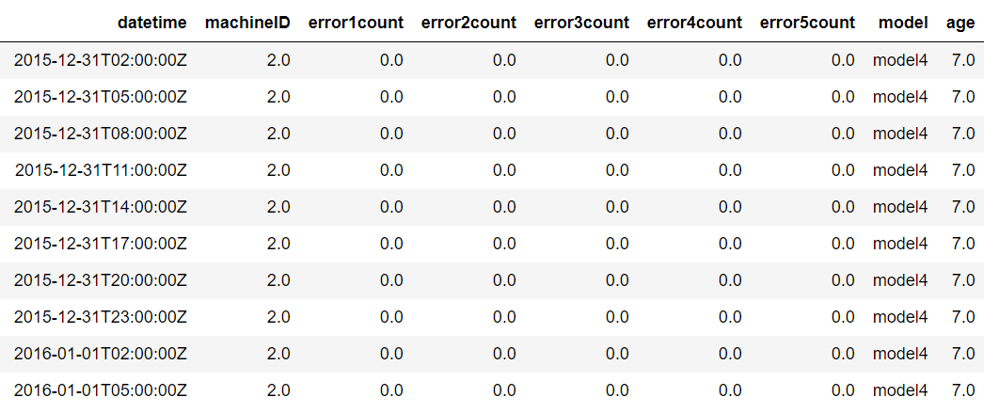 datetime machineID error1count error2count error3count error4count error5count model age
2015-12-31T02:00:00Z 2.0 0.0 0.0 0.0 0.0 0.0 model4 7.0
2015-12-31T05:00:00Z 2.0 0.0 0.0 0.0 0.0 0.0 model4 7.0
2015-12-31T08:00:00Z 2.0 0.0 0.0 0.0 0.0 0.0 model4 7.0
2015-12-31T11:00:00Z 2.0 0.0 0.0 0.0 0.0 0.0 model4 7.0
2015-12-31T14:00:00Z 2.0 0.0 0.0 0.0 0.0 0.0 model4 7.0
2015-12-31T17:00:00Z 2.0 0.0 0.0 0.0 0.0 0.0 model4 7.0
2015-12-31T20:00:00Z 2.0 0.0 0.0 0.0 0.0 0.0 model4 7.0
2015-12-31T23:00:00Z 2.0 0.0 0.0 0.0 0.0 0.0 model4 7.0
2016-01-01T02:00:00Z 2.0 0.0 0.0 0.0 0.0 0.0 model4 7.0
2016-01-01T05:00:00Z 2.0 0.0 0.0 0.0 0.0 0.0 model4 7.0